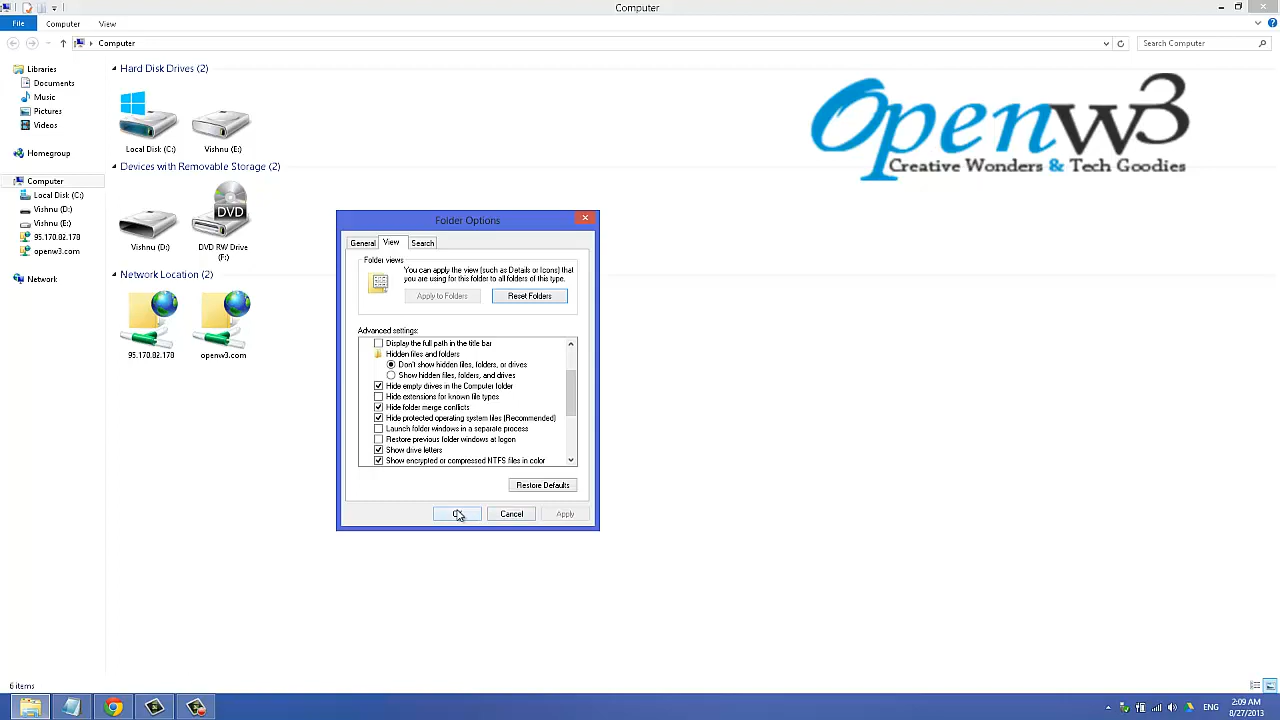 Computer
File
Computer
View
Computer
Search Computer
Libraries
Documents
Music
Pictures
Videos
Homegroup
Computer
Local Disk (C:)
Vishnu (D:)
Vishnu (E:)
95.170.82.178
openw3.com
Network
Hard Disk Drives (2)
Local Disk (C:)
Vishnu (E:)
Devices with Removable Storage (2)
DVD
Vishnu (D:)
DVD RW Drive
(F:)
Network Location (2)
95.170.82.178
openw3.com
Openw3
Creative Wonders & Tech Goodies
Folder Options
General
View
Search
Folder views
You can apply the view (such as Details or Icons) that
you are using for this folder to all folders of this type.
Apply to Folders
Reset Folders
Advanced settings:
Display the full path in the title bar
Hidden files and folders
Don't show hidden files, folders, or drives
Show hidden files, folders, and drives
Hide empty drives in the Computer folder
Hide extensions for known file types
Hide folder merge conflicts
Hide protected operating system files (Recommended)
Launch folder windows in a separate process
Restore previous folder windows at logon
Show drive letters
Show encrypted or compressed NTFS files in color
Restore Defaults
Cancel
Apply
6 items
ENG
2:09 AM
8/27/2013